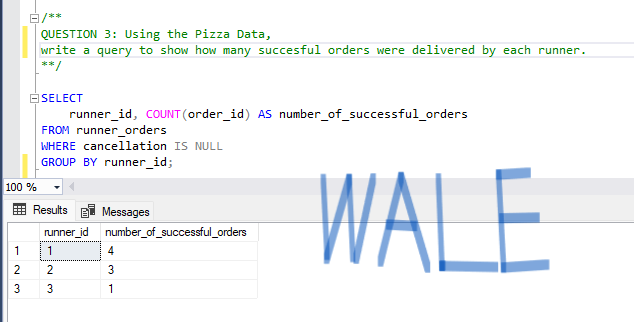 /**
QUESTION 3: Using the Pizza Data,
write a query to show how many succesful orders were delivered by each runner.
**/
SELECT
runner_id, COUNT(order_id) AS number_of_successful_orders
FROM runner_orders
WHERE cancellation IS NULL
GROUP BY runner_id;
100 %
Results Messages
runner_id number_of_successful_orders
1 1 4
2 2 3
3 3 1
WALE